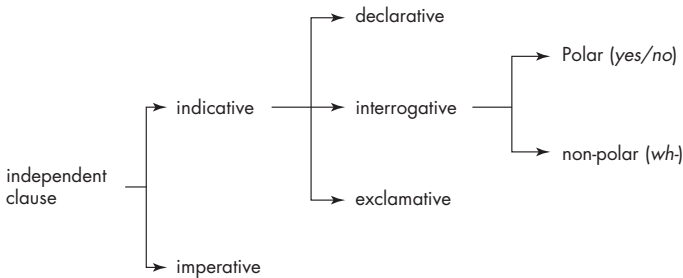 declarative
Polar (yes/no)
indicative
interrogative
non-polar (wh-)
independent
clause
exclamative
imperative